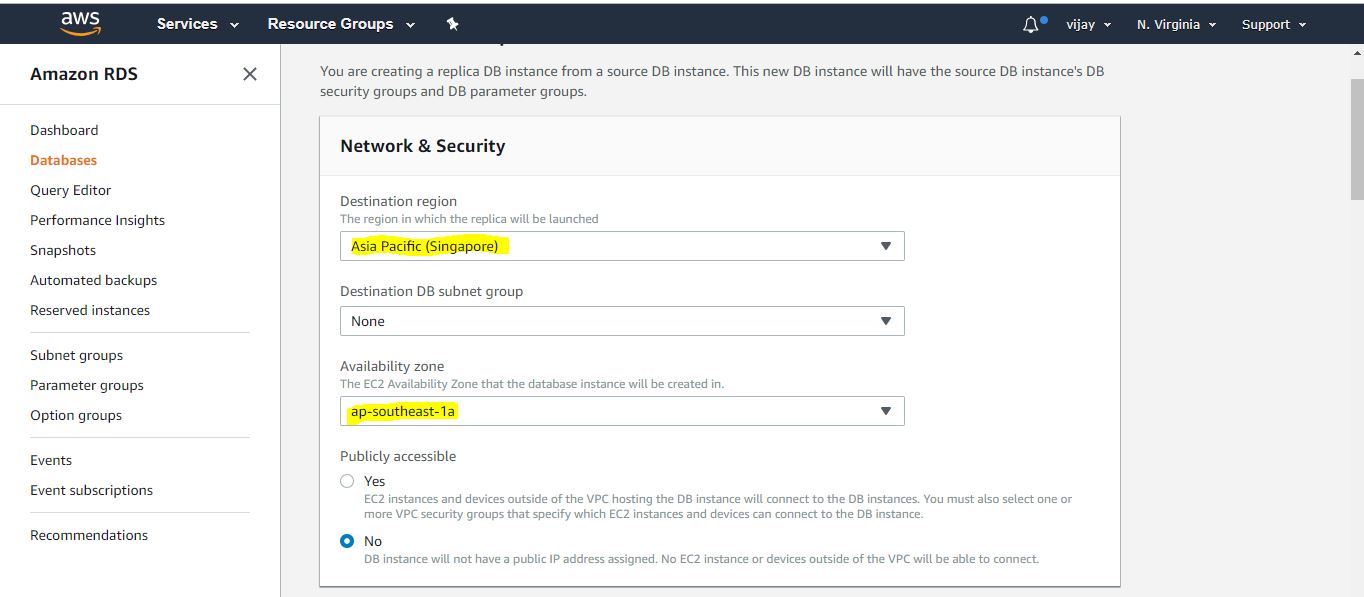 aws Services Resource Groups vijay N. Virginia Support
Amazon RDS
Dashboard
Databases
Query Editor
Performance Insights
Snapshots
Automated backups
Reserved instances
Subnet groups
Parameter groups
Option groups
Events
Event subscriptions
Recommendations
You are creating a replica DB instance from a source DB instance. This new DB instance will have the source DB instance's DB
security groups and DB parameter groups.
Network & Security
Destination region
The region in which the replica will be launched
Asia Pacific (Singapore)
Destination DB subnet group
None
Availability zone
The EC2 Availability Zone that the database instance will be created in.
ap-southeast-1a
Publicly accessible
Yes
EC2 instances and devices outside of the VPC hosting the DB instance will connect to the DB instances. You must also select one or
more VPC security groups that specify which EC2 instances and devices can connect to the DB instance.
No
DB instance will not have a public IP address assigned. No EC2 instance or devices outside of the VPC will be able to connect.